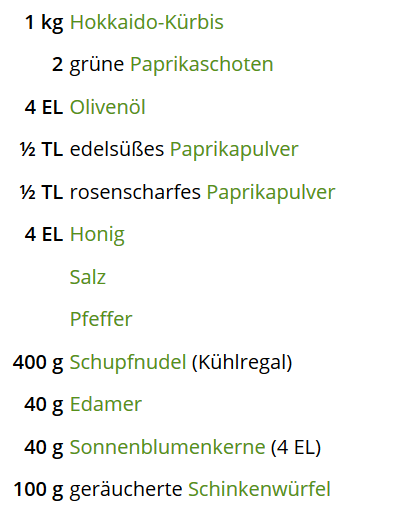 1 kg Hokkaido-Kürbis
2 grüne Paprikaschoten
4 EL Olivenöl
½ TL edelsüßes Paprikapulver
½ TL rosenscharfes Paprikapulver
4 EL Honig
Salz
Pfeffer
400 g Schupfnudel (Kühlregal)
40 g Edamer
40 g Sonnenblumenkerne (4 EL)
100 g geräucherte Schinkenwürfel